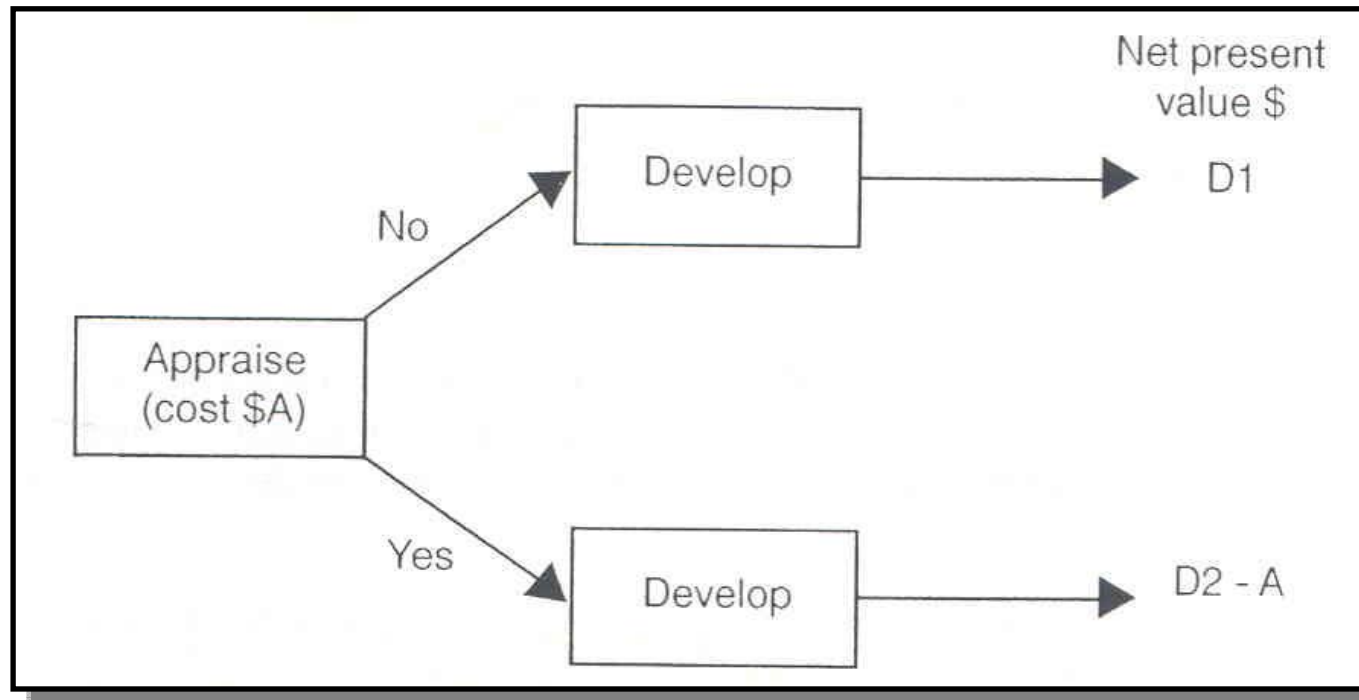 Net present
value $
Develop
D1
No
Appraise
(cost $A)
Yes
Develop
D2 - A